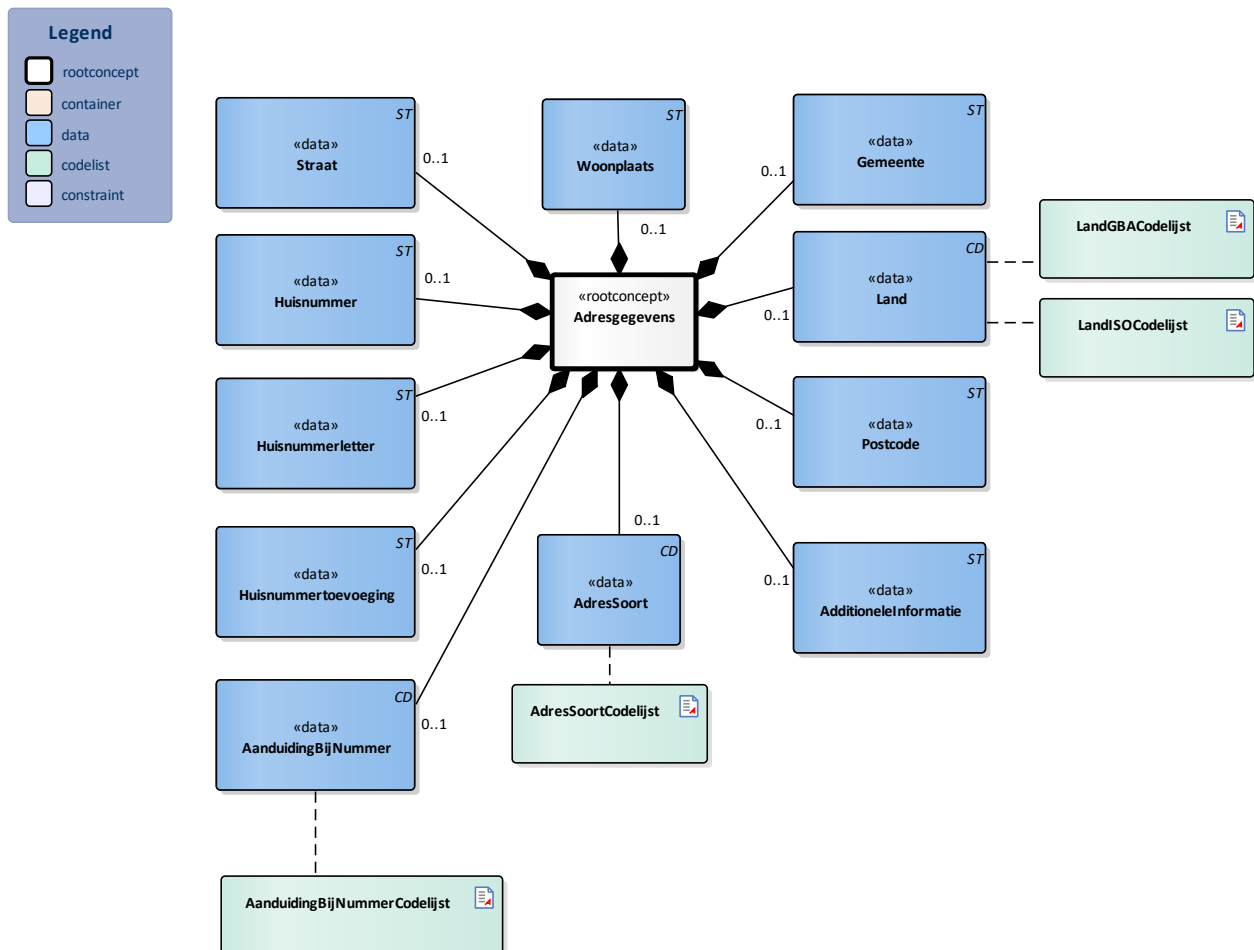 Legend
rootconcept
container
data
codelist
constraint
ST
«data»
Straat
0..1
ST
«data»
Woonplaats
0..1
ST
«data»
Gemeente
0..1
ST
«data»
Huisnummer
0..1
«rootconcept»
Adresgegevens
CD
«data»
Land
0..1
LandGBACodelijst
LandISOCodelijst
ST
«data»
Huisnummerletter
0..1
ST
«data»
Postcode
0..1
ST
«data»
Huisnummertoevoeging
0..1
CD
«data»
AdresSoort
0..1
ST
«data»
AdditioneleInformatie
0..1
CD
«data»
AanduidingBijNummer
0..1
AdresSoortCodelijst
AanduidingBijNummerCodelijst